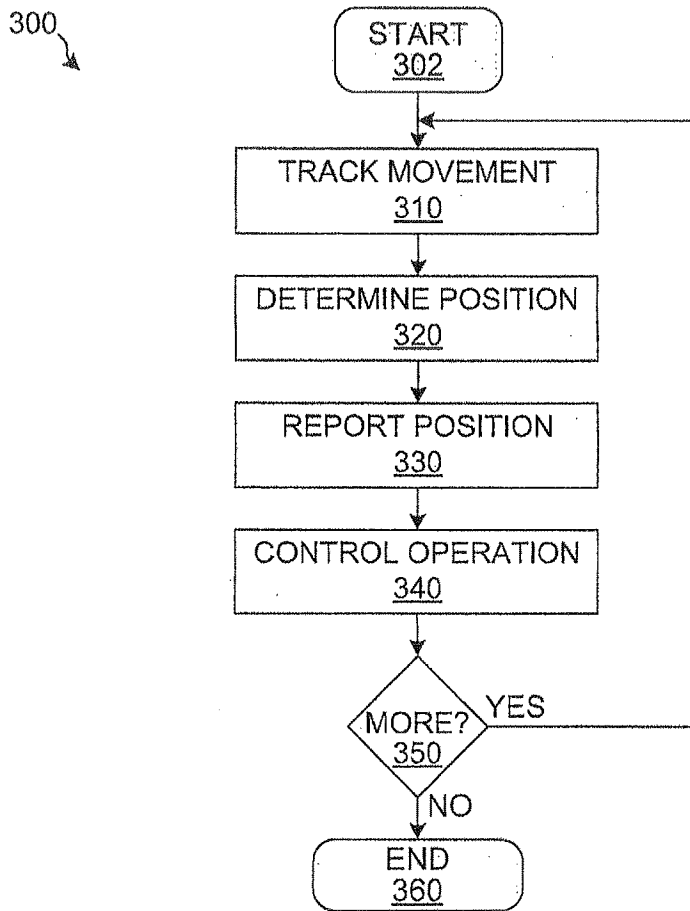 300
START
302
TRACK MOVEMENT
310
DETERMINE POSITION
320
REPORT POSITION
330
CONTROL OPERATION
340
MORE?
350
YES
NO
END
360